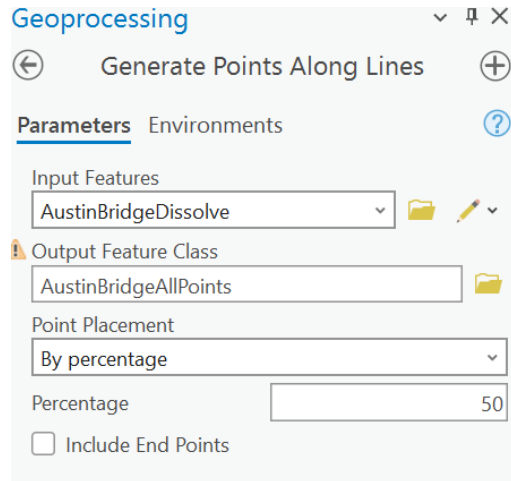 Geoprocessing
Generate Points Along Lines
Parameters Environments
Input Features
AustinBridgeDissolve
Output Feature Class
AustinBridgeAllPoints
Point Placement
By percentage
Percentage 50
Include End Points